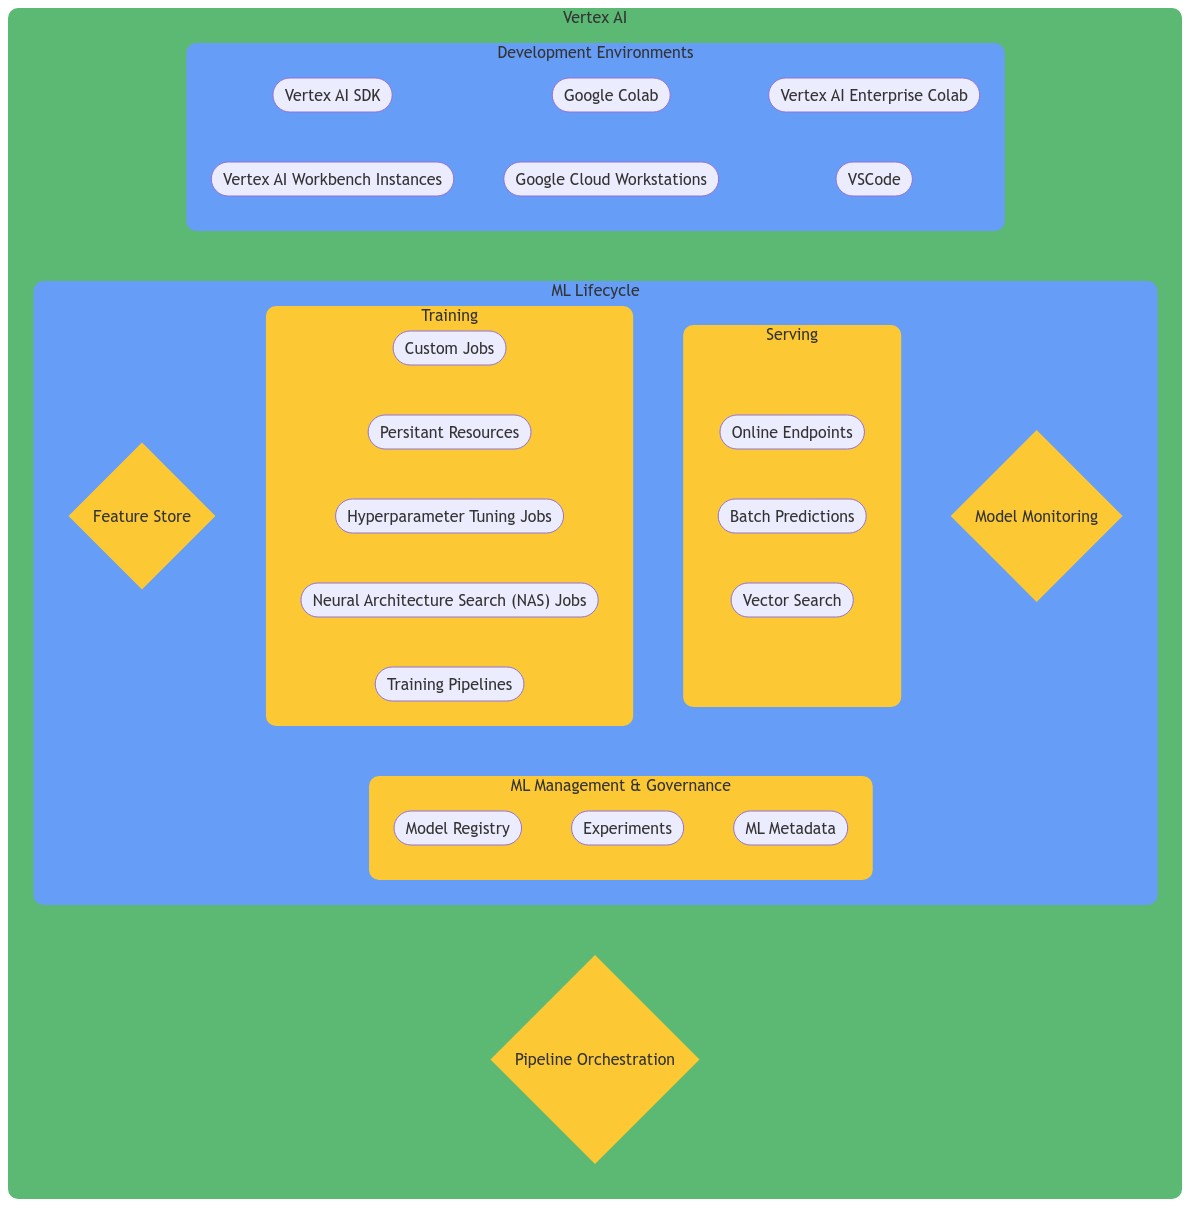 Vertex AI
Development Environments
Vertex AI SDK
Google Colab
Vertex AI Enterprise Colab
Vertex AI Workbench Instances
Google Cloud Workstations
VSCode
ML Lifecycle
Training
Custom Jobs
Persitant Resources
Hyperparameter Tuning Jobs
Neural Architecture Search (NAS) Jobs
Training Pipelines
Serving
Online Endpoints
Batch Predictions
Vector Search
Feature Store
Model Monitoring
ML Management & Governance
Model Registry
Experiments
ML Metadata
Pipeline Orchestration